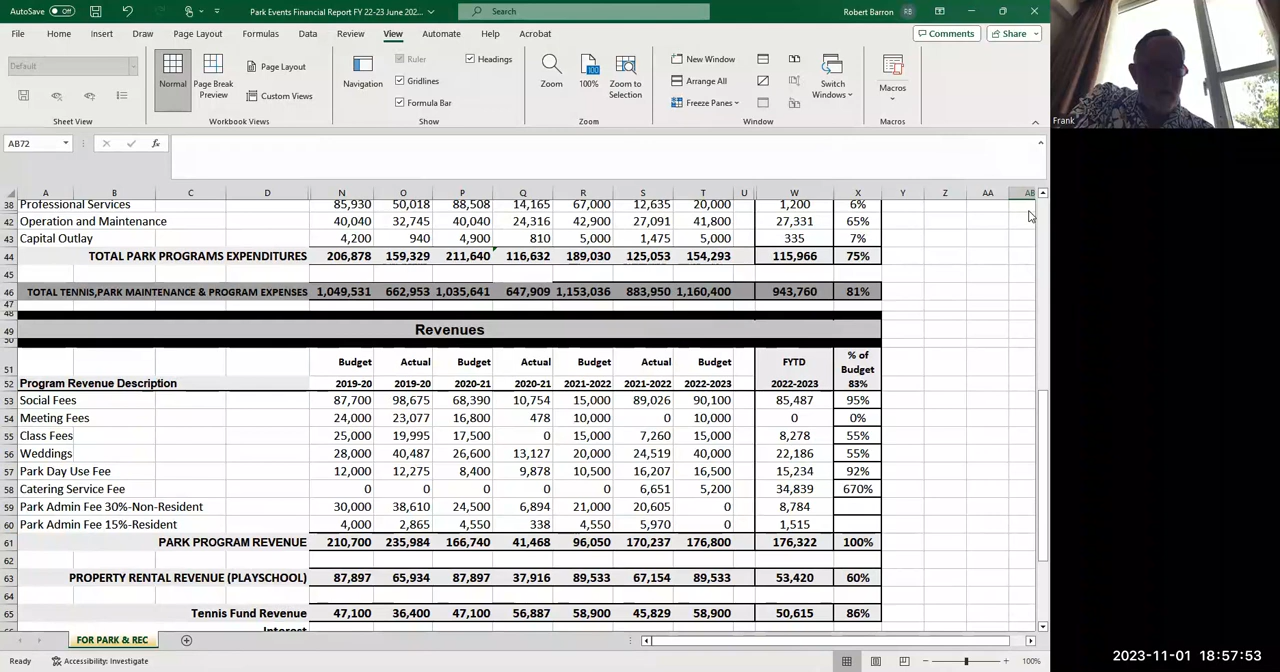 AutoSave Off Park Events Financial Report FY 22-23 June 202... Search Robert Barron RB
File Home Insert Draw Page Layout Formulas Data Review View Automate Help Acrobat Comments Share
Default Normal Page Break Preview Page Layout Custom Views Navigation Ruler Gridlines Formula Bar Headings Zoom 100 100% Zoom to Selection New Window Arrange All Freeze Panes Switch Windows Macros
Sheet View Workbook Views Show Zoom Window Macros
Frank
AB72 fx
A B C D N O P Q R S T U W X Y Z AA AB
38 Professional Services 85,930 50,018 88,508 14,165 67,000 12,635 20,000 1,200 6%
42 Operation and Maintenance 40,040 32,745 40,040 24,316 42,900 27,091 41,800 27,331 65%
43 Capital Outlay 4,200 940 4,900 810 5,000 1,475 5,000 335 7%
44 TOTAL PARK PROGRAMS EXPENDITURES 206,878 159,329 211,640 116,632 189,030 125,053 154,293 115,966 75%
45
46 TOTAL TENNIS,PARK MAINTENANCE & PROGRAM EXPENSES 1,049,531 662,953 1,035,641 647,909 1,153,036 883,950 1,160,400 943,760 81%
47
48
49 Revenues
50
51 Budget Actual Budget Actual Budget Actual Budget FYTD % of Budget
52 Program Revenue Description 2019-20 2019-20 2020-21 2020-21 2021-2022 2021-2022 2022-2023 2022-2023 83%
53 Social Fees 87,700 98,675 68,390 10,754 15,000 89,026 90,100 85,487 95%
54 Meeting Fees 24,000 23,077 16,800 478 10,000 0 10,000 0 0%
55 Class Fees 25,000 19,995 17,500 0 15,000 7,260 15,000 8,278 55%
56 Weddings 28,000 40,487 26,600 13,127 20,000 24,519 40,000 22,186 55%
57 Park Day Use Fee 12,000 12,275 8,400 9,878 10,500 16,207 16,500 15,234 92%
58 Catering Service Fee 0 0 0 0 0 6,651 5,200 34,839 670%
59 Park Admin Fee 30%-Non-Resident 30,000 38,610 24,500 6,894 21,000 20,605 0 8,784
60 Park Admin Fee 15%-Resident 4,000 2,865 4,550 338 4,550 5,970 0 1,515
61 PARK PROGRAM REVENUE 210,700 235,984 166,740 41,468 96,050 170,237 176,800 176,322 100%
62
63 PROPERTY RENTAL REVENUE (PLAYSCHOOL) 87,897 65,934 87,897 37,916 89,533 67,154 89,533 53,420 60%
64
65 Tennis Fund Revenue 47,100 36,400 47,100 56,887 58,900 45,829 58,900 50,615 86%
Interest
FOR PARK & REC
Ready Accessibility: Investigate 100%
2023-11-01 18:57:53